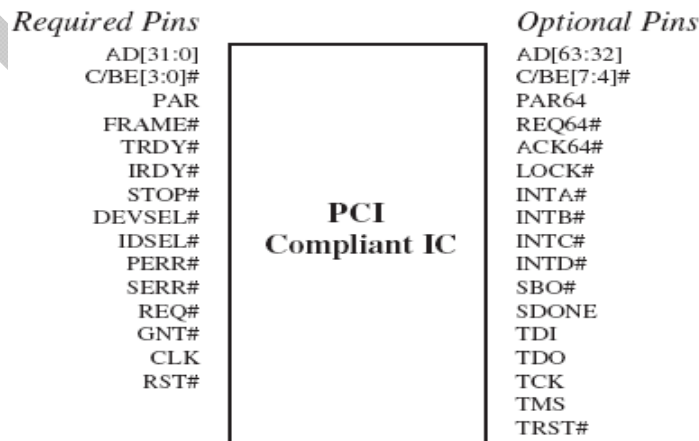 Required Pins
AD[31:0]
C/BE[3:0]#
PAR
FRAME#
TRDY#
IRDY#
STOP#
DEVSEL#
IDSEL#
PERR#
SERR#
REQ#
GNT#
CLK
RST#
PCI
Compliant IC
Optional Pins
AD[63:32]
C/BE[7:4]#
PAR64
REQ64#
ACK64#
LOCK#
INTA#
INTB#
INTC#
INTD#
SBO#
SDONE
TDI
TDO
TCK
TMS
TRST#